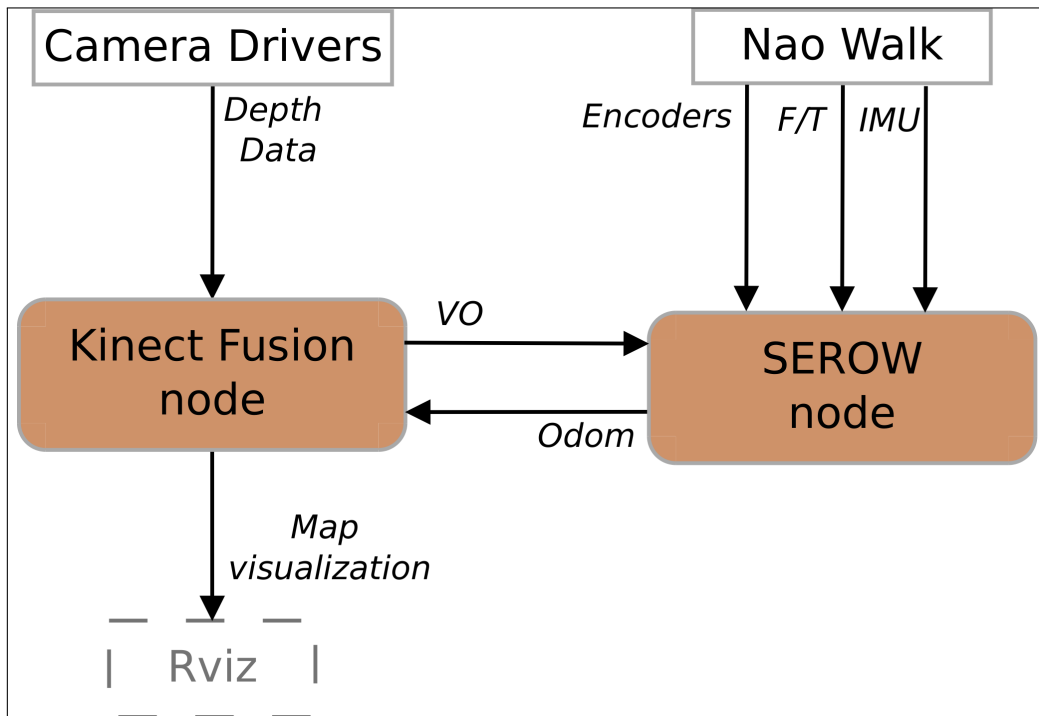 Camera Drivers
Nao Walk
Depth
Data
Encoders
F/T
IMU
Kinect Fusion
node
VO
SEROW
node
Odom
Map
visualization
Rviz